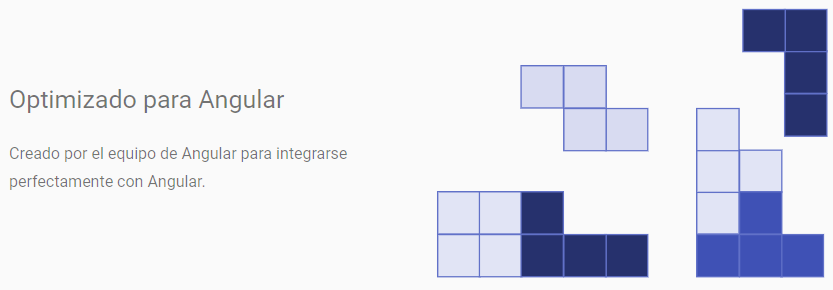 Optimizado para Angular
Creado por el equipo de Angular para integrarse
perfectamente con Angular.